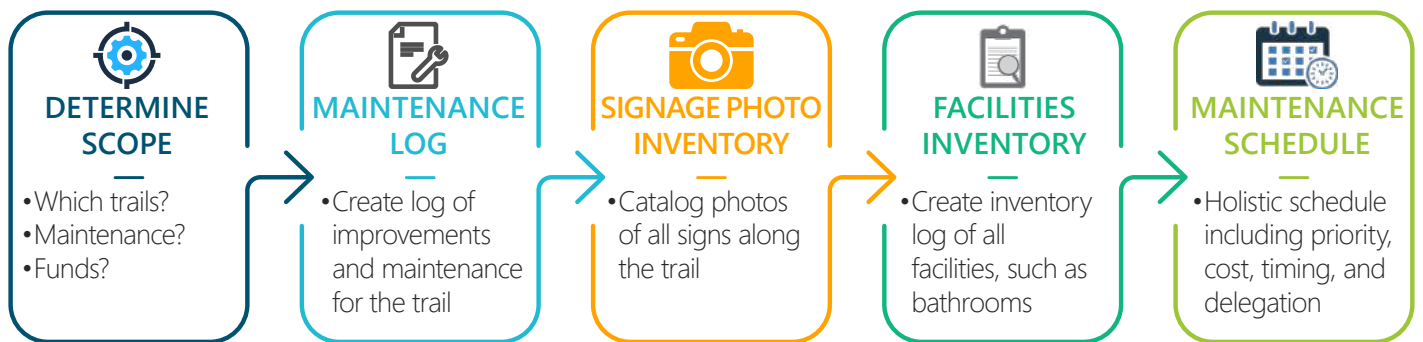 DETERMINE
SCOPE
•Which trails?
•Maintenance?
•Funds?
MAINTENANCE
LOG
•Create log of
improvements
and maintenance
for the trail
SIGNAGE PHOTO
INVENTORY
•Catalog photos
of all signs along
the trail
FACILITIES
INVENTORY
•Create inventory
log of all
facilities, such as
bathrooms
MAINTENANCE
SCHEDULE
•Holistic schedule
including priority,
cost, timing, and
delegation